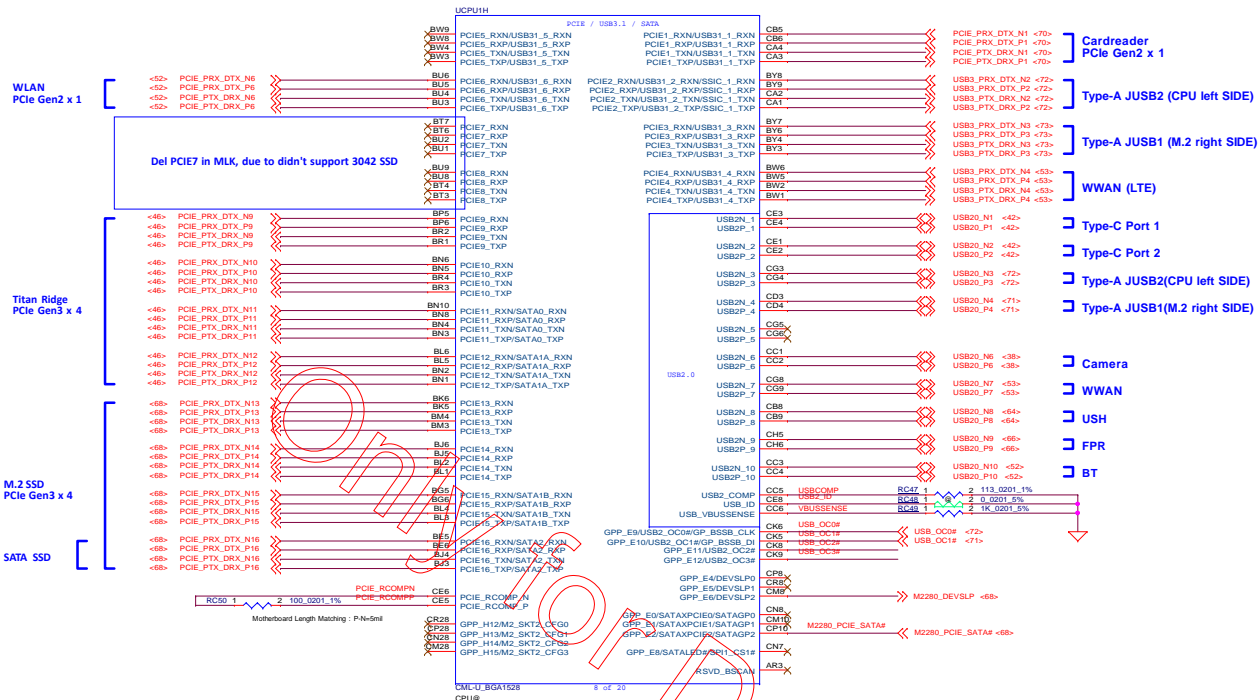 UCPU1H
PCIE / USB3.1 / SATA
BW9 PCIE5_RXN/USB31_5_RXN PCIE1_RXN/USB31_1_RXN CB5 PCIE_PRX_DTX_N1 <70>
BW8 PCIE5_RXP/USB31_5_RXP PCIE1_RXP/USB31_1_RXP CB6 PCIE_PRX_DTX_P1 <70>
BW4 PCIE5_TXN/USB31_5_TXN PCIE1_TXN/USB31_1_TXN CA4 PCIE_PTX_DRX_N1 <70>
BW3 PCIE5_TXP/USB31_5_TXP PCIE1_TXP/USB31_1_TXP CA3 PCIE_PTX_DRX_P1 <70>
Cardreader
PCIe Gen2 x 1
WLAN
PCIe Gen2 x 1
<52> PCIE_PRX_DTX_N6 BU6 PCIE6_RXN/USB31_6_RXN PCIE2_RXN/USB31_2_RXN/SSIC_1_RXN BY8 USB3_PRX_DTX_N2 <72>
<52> PCIE_PRX_DTX_P6 BU5 PCIE6_RXP/USB31_6_RXP PCIE2_RXP/USB31_2_RXP/SSIC_1_RXP BY9 USB3_PRX_DTX_P2 <72>
<52> PCIE_PTX_DRX_N6 BU4 PCIE6_TXN/USB31_6_TXN PCIE2_TXN/USB31_2_TXN/SSIC_1_TXN CA2 USB3_PTX_DRX_N2 <72>
<52> PCIE_PTX_DRX_P6 BU3 PCIE6_TXP/USB31_6_TXP PCIE2_TXP/USB31_2_TXP/SSIC_1_TXP CA1 USB3_PTX_DRX_P2 <72>
Type-A JUSB2 (CPU left SIDE)
Del PCIE7 in MLK, due to didn't support 3042 SSD
BT7 PCIE7_RXN PCIE3_RXN/USB31_3_RXN BY7 USB3_PRX_DTX_N3 <73>
BT6 PCIE7_RXP PCIE3_RXP/USB31_3_RXP BY6 USB3_PRX_DTX_P3 <73>
BU2 PCIE7_TXN PCIE3_TXN/USB31_3_TXN BY4 USB3_PTX_DRX_N3 <73>
BU1 PCIE7_TXP PCIE3_TXP/USB31_3_TXP BY3 USB3_PTX_DRX_P3 <73>
Type-A JUSB1 (M.2 right SIDE)
BU9 PCIE8_RXN PCIE4_RXN/USB31_4_RXN BW6 USB3_PRX_DTX_N4 <53>
BU8 PCIE8_RXP PCIE4_RXP/USB31_4_RXP BW5 USB3_PRX_DTX_P4 <53>
BT4 PCIE8_TXN PCIE4_TXN/USB31_4_TXN BW2 USB3_PTX_DRX_N4 <53>
BT3 PCIE8_TXP PCIE4_TXP/USB31_4_TXP BW1 USB3_PTX_DRX_P4 <53>
WWAN (LTE)
<46> PCIE_PRX_DTX_N9 BP5 PCIE9_RXN USB2N_1 CE3 USB20_N1 <42>
<46> PCIE_PRX_DTX_P9 BP6 PCIE9_RXP USB2P_1 CE4 USB20_P1 <42>
Type-C Port 1
<46> PCIE_PTX_DRX_N9 BR2 PCIE9_TXN USB2N_2 CE1 USB20_N2 <42>
<46> PCIE_PTX_DRX_P9 BR1 PCIE9_TXP USB2P_2 CE2 USB20_P2 <42>
Type-C Port 2
<46> PCIE_PRX_DTX_N10 BN6 PCIE10_RXN USB2N_3 CG3 USB20_N3 <72>
<46> PCIE_PRX_DTX_P10 BN5 PCIE10_RXP USB2P_3 CG4 USB20_P3 <72>
Type-A JUSB2(CPU left SIDE)
<46> PCIE_PTX_DRX_N10 BR4 PCIE10_TXN
<46> PCIE_PTX_DRX_P10 BR3 PCIE10_TXP
Titan Ridge
PCIe Gen3 x 4
USB2N_4 CD3 USB20_N4 <71>
USB2P_4 CD4 USB20_P4 <71>
Type-A JUSB1(M.2 right SIDE)
<46> PCIE_PRX_DTX_N11 BN10 PCIE11_RXN/SATA0_RXN
<46> PCIE_PRX_DTX_P11 BN8 PCIE11_RXP/SATA0_RXP
<46> PCIE_PTX_DRX_N11 BN4 PCIE11_TXN/SATA0_TXN USB2N_5 CG5
<46> PCIE_PTX_DRX_P11 BN3 PCIE11_TXP/SATA0_TXP USB2P_5 CG6
<46> PCIE_PRX_DTX_N12 BL6 PCIE12_RXN/SATA1A_RXN USB2N_6 CC1 USB20_N6 <38>
<46> PCIE_PRX_DTX_P12 BL5 PCIE12_RXP/SATA1A_RXP USB2P_6 CC2 USB20_P6 <38>
Camera
<46> PCIE_PTX_DRX_N12 BN2 PCIE12_TXN/SATA1A_TXN USB2.0
<46> PCIE_PTX_DRX_P12 BN1 PCIE12_TXP/SATA1A_TXP USB2N_7 CG8 USB20_N7 <53>
USB2P_7 CG9 USB20_P7 <53>
WWAN
<68> PCIE_PRX_DTX_N13 BK6 PCIE13_RXN USB2N_8 CB8 USB20_N8 <64>
<68> PCIE_PRX_DTX_P13 BK5 PCIE13_RXP USB2P_8 CB9 USB20_P8 <64>
USH
<68> PCIE_PTX_DRX_N13 BM4 PCIE13_TXN
<68> PCIE_PTX_DRX_P13 BM3 PCIE13_TXP
USB2N_9 CH5 USB20_N9 <66>
USB2P_9 CH6 USB20_P9 <66>
FPR
<68> PCIE_PRX_DTX_N14 BJ6 PCIE14_RXN
<68> PCIE_PRX_DTX_P14 BJ5 PCIE14_RXP
<68> PCIE_PTX_DRX_N14 BL2 PCIE14_TXN USB2N_10 CC3 USB20_N10 <52>
<68> PCIE_PTX_DRX_P14 BL1 PCIE14_TXP USB2P_10 CC4 USB20_P10 <52>
BT
M.2 SSD
PCIe Gen3 x 4
<68> PCIE_PRX_DTX_N15 BG5 PCIE15_RXN/SATA1B_RXN USB2_COMP CC5 USBCOMP RC47 1 2 113_0201_1%
<68> PCIE_PRX_DTX_P15 BG6 PCIE15_RXP/SATA1B_RXP USB_ID CE8 USB2_ID RC48 1 @ 2 0_0201_5%
<68> PCIE_PTX_DRX_N15 BL4 PCIE15_TXN/SATA1B_TXN USB_VBUSSENSE CC6 VBUSSENSE RC49 1 2 1K_0201_5%
<68> PCIE_PTX_DRX_P15 BL3 PCIE15_TXP/SATA1B_TXP
GPP_E9/USB2_OC0#/GP_BSSB_CLK CK6 USB_OC0# USB_OC0# <72>
SATA SSD
<68> PCIE_PRX_DTX_N16 BE5 PCIE16_RXN/SATA2_RXN GPP_E10/USB2_OC1#/GP_BSSB_DI CK5 USB_OC1# USB_OC1# <71>
<68> PCIE_PRX_DTX_P16 BE6 PCIE16_RXP/SATA2_RXP GPP_E11/USB2_OC2# CK8 USB_OC2#
<68> PCIE_PTX_DRX_N16 BJ4 PCIE16_TXN/SATA2_TXN GPP_E12/USB2_OC3# CK9 USB_OC3#
<68> PCIE_PTX_DRX_P16 BJ3 PCIE16_TXP/SATA2_TXP
GPP_E4/DEVSLP0 CP8
GPP_E5/DEVSLP1 CR8
RC50 1 2 100_0201_1% PCIE_RCOMPN CE6 PCIE_RCOMP_N GPP_E6/DEVSLP2 CM8 M2280_DEVSLP <68>
PCIE_RCOMPP CE5 PCIE_RCOMP_P
Motherboard Length Matching : P-N=5mil
GPP_E0/SATAXPCIE0/SATAGP0 CN8
CR28 GPP_H12/M2_SKT2_CFG0 GPP_E1/SATAXPCIE1/SATAGP1 CM10 M2280_PCIE_SATA#
CP28 GPP_H13/M2_SKT2_CFG1 GPP_E2/SATAXPCIE2/SATAGP2 CP10 M2280_PCIE_SATA# <68>
CN28 GPP_H14/M2_SKT2_CFG2
CM28 GPP_H15/M2_SKT2_CFG3 GPP_E8/SATALED#/SPI1_CS1# CN7
RSVD_BSCAN AR3
CML-U_BGA1528 8 of 20
CPU@